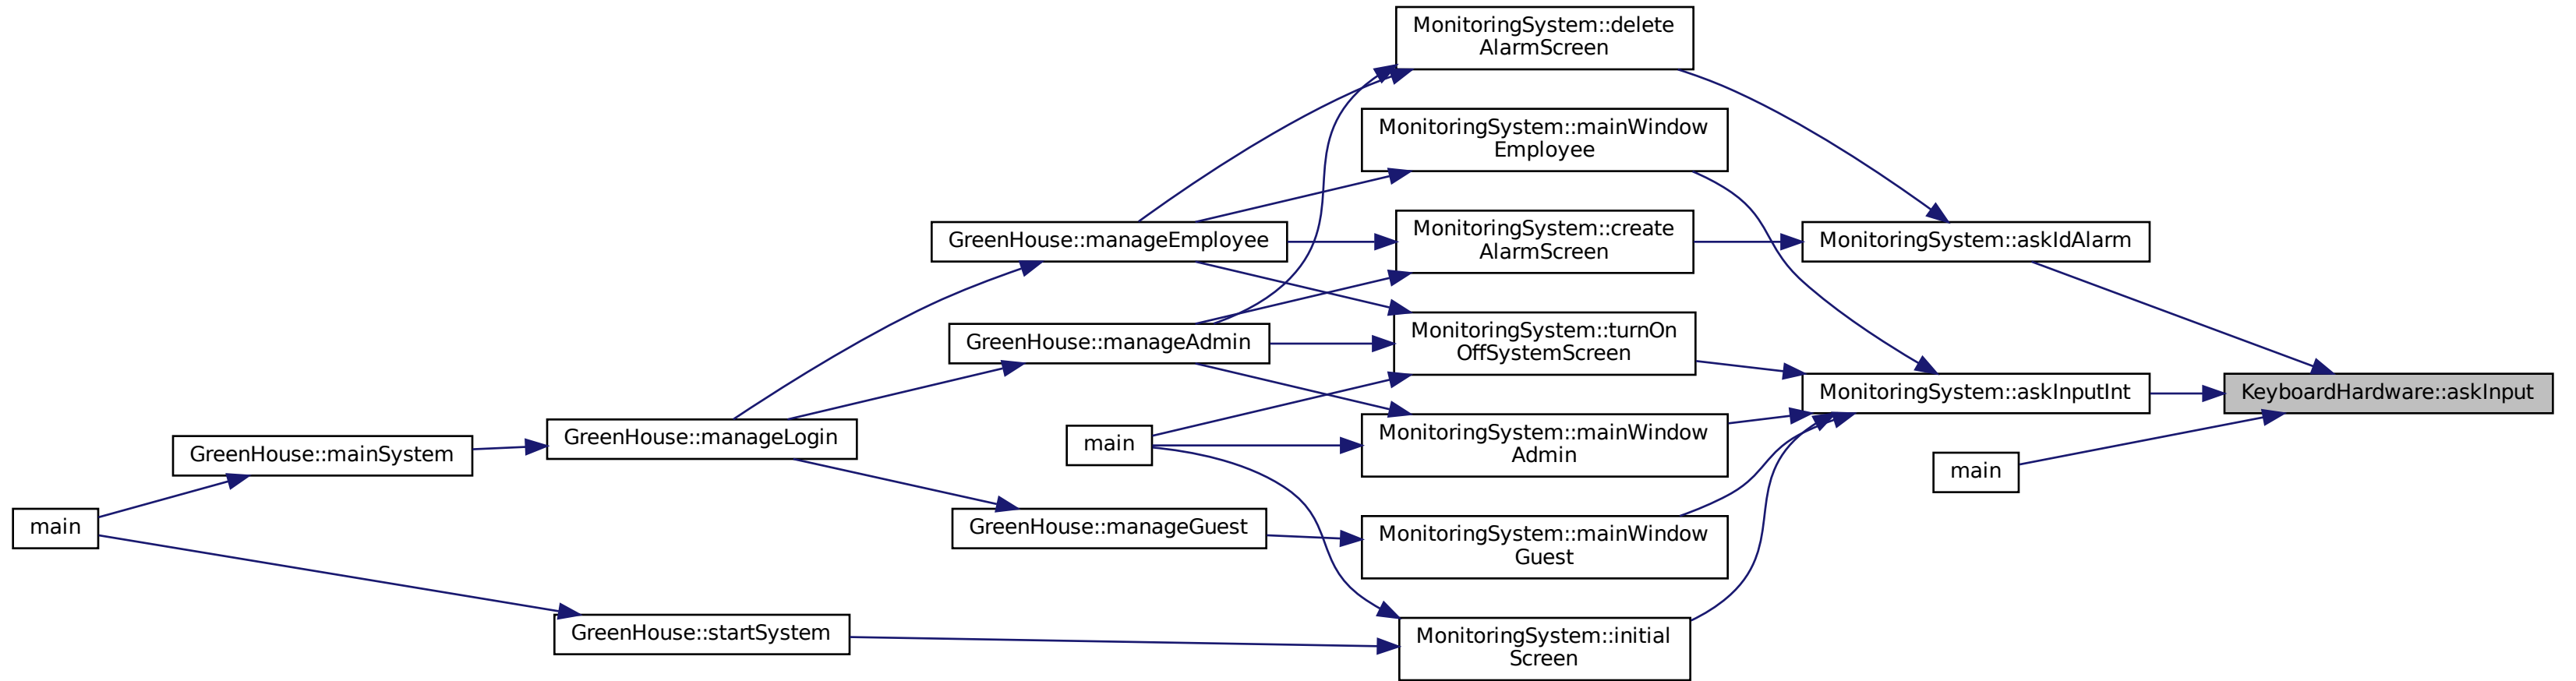 MonitoringSystem::delete
AlarmScreen
MonitoringSystem::mainWindow
Employee
GreenHouse::manageEmployee
MonitoringSystem::create
AlarmScreen
MonitoringSystem::askIdAlarm
GreenHouse::manageAdmin
MonitoringSystem::turnOn
OffSystemScreen
MonitoringSystem::askInputInt
KeyboardHardware::askInput
GreenHouse::mainSystem
GreenHouse::manageLogin
main
MonitoringSystem::mainWindow
Admin
main
main
GreenHouse::manageGuest
MonitoringSystem::mainWindow
Guest
GreenHouse::startSystem
MonitoringSystem::initial
Screen